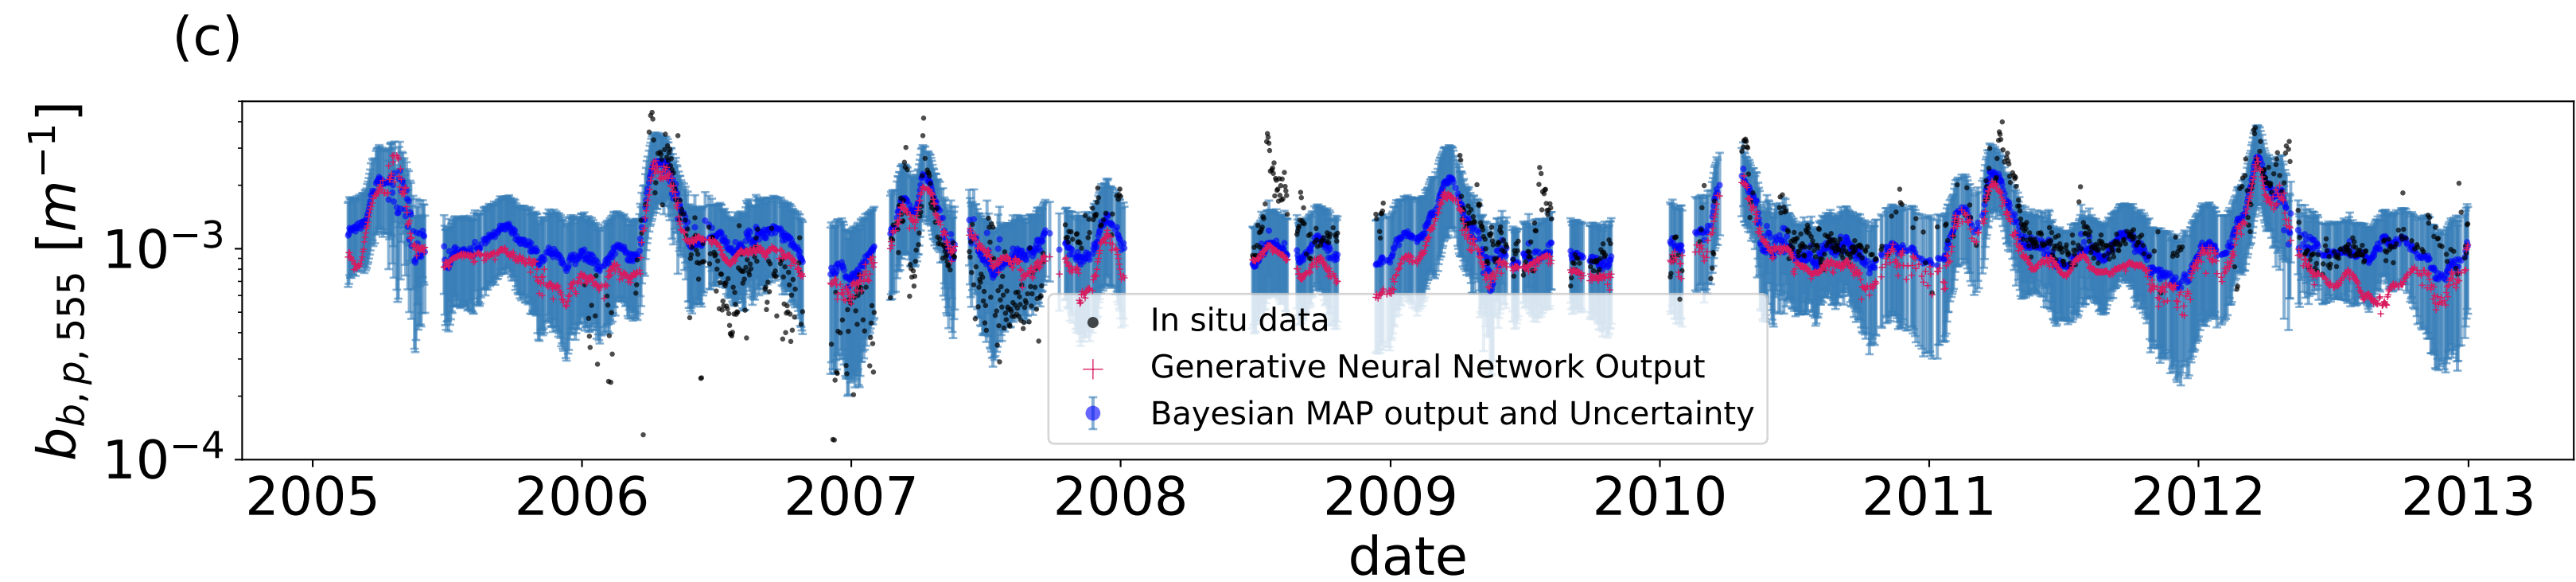 (c)
b_{b,p,555} [m^{-1}]
10^{-3}
10^{-4}
In situ data
Generative Neural Network Output
Bayesian MAP output and Uncertainty
2005 2006 2007 2008 2009 2010 2011 2012 2013
date